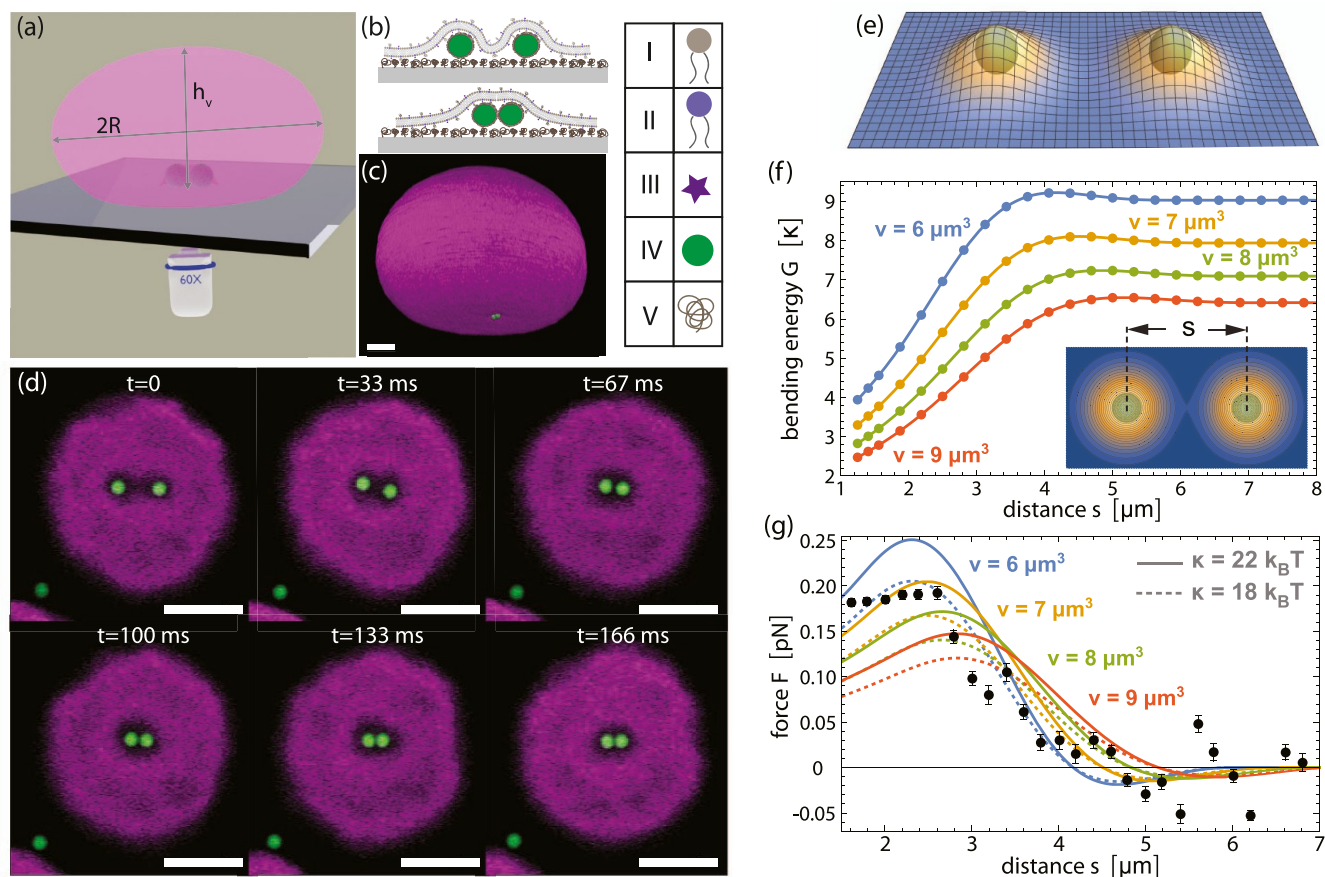 (a)
h_v
2R
60X
(b)
(c)
I
II
III
IV
V
(d)
t=0
t=33 ms
t=67 ms
t=100 ms
t=133 ms
t=166 ms
(e)
(f)
bending energy G [K]
9
8
7
6
5
4
3
2
v = 6 μm³
v = 7 μm³
v = 8 μm³
v = 9 μm³
S
1 2 3 4 5 6 7 8
distance s [μm]
(g)
force F [pN]
0.25
0.20
0.15
0.10
0.05
0
-0.05
v = 6 μm³
v = 7 μm³
v = 8 μm³
v = 9 μm³
κ = 22 k_BT
κ = 18 k_BT
2 3 4 5 6 7
distance s [μm]